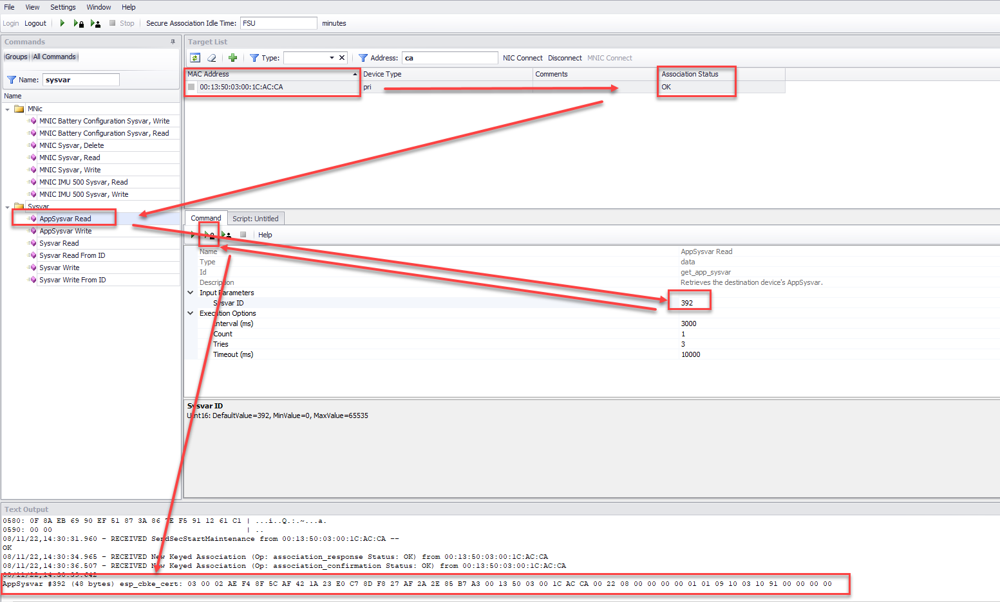 File View Settings Window Help
Login Logout Stop Secure Association Idle Time: FSU minutes
Commands
Groups All Commands
Name: sysvar
Name
MNic
MNIC Battery Configuration Sysvar, Write
MNIC Battery Configuration Sysvar, Read
MNIC Sysvar, Delete
MNIC Sysvar, Read
MNIC Sysvar, Write
MNIC IMU 500 Sysvar, Read
MNIC IMU 500 Sysvar, Write
Sysvar
AppSysvar Read
AppSysvar Write
Sysvar Read
Sysvar Read From ID
Sysvar Write
Sysvar Write From ID
Target List
Type: Address: ca NIC Connect Disconnect MNIC Connect
MAC Address Device Type Comments Association Status
00:13:50:03:00:1C:AC:CA pri OK
Command Script: Untitled
Help
Name AppSysvar Read
Type data
Id get_app_sysvar
Description Retrieves the destination device's AppSysvar.
Input Parameters
Sysvar ID 392
Execution Options
Interval (ms) 3000
Count 1
Tries 3
Timeout (ms) 10000
Sysvar ID
UInt16: DefaultValue=392, MinValue=0, MaxValue=65535
Text Output
0580: 0F 8A EB 69 90 EF 51 87 3A 86 7E F5 91 12 61 C1 | ...i..Q.:.~...a.
0590: 00 00 | ..
08/11/22,14:30:31.960 - RECEIVED SendSecStartMaintenance from 00:13:50:03:00:1C:AC:CA --
OK
08/11/22,14:30:34.965 - RECEIVED New Keyed Association (Op: association_response Status: OK) from 00:13:50:03:00:1C:AC:CA
08/11/22,14:30:36.507 - RECEIVED New Keyed Association (Op: association_confirmation Status: OK) from 00:13:50:03:00:1C:AC:CA
AppSysvar #392 (48 bytes) esp_cbke_cert: 03 00 02 AE F4 8F 5C AF 42 1A 23 E0 C7 8D F8 27 AF 2A 2E 85 B7 A3 00 13 50 03 00 1C AC CA 00 22 08 00 00 00 00 01 01 09 10 03 10 91 00 00 00 00